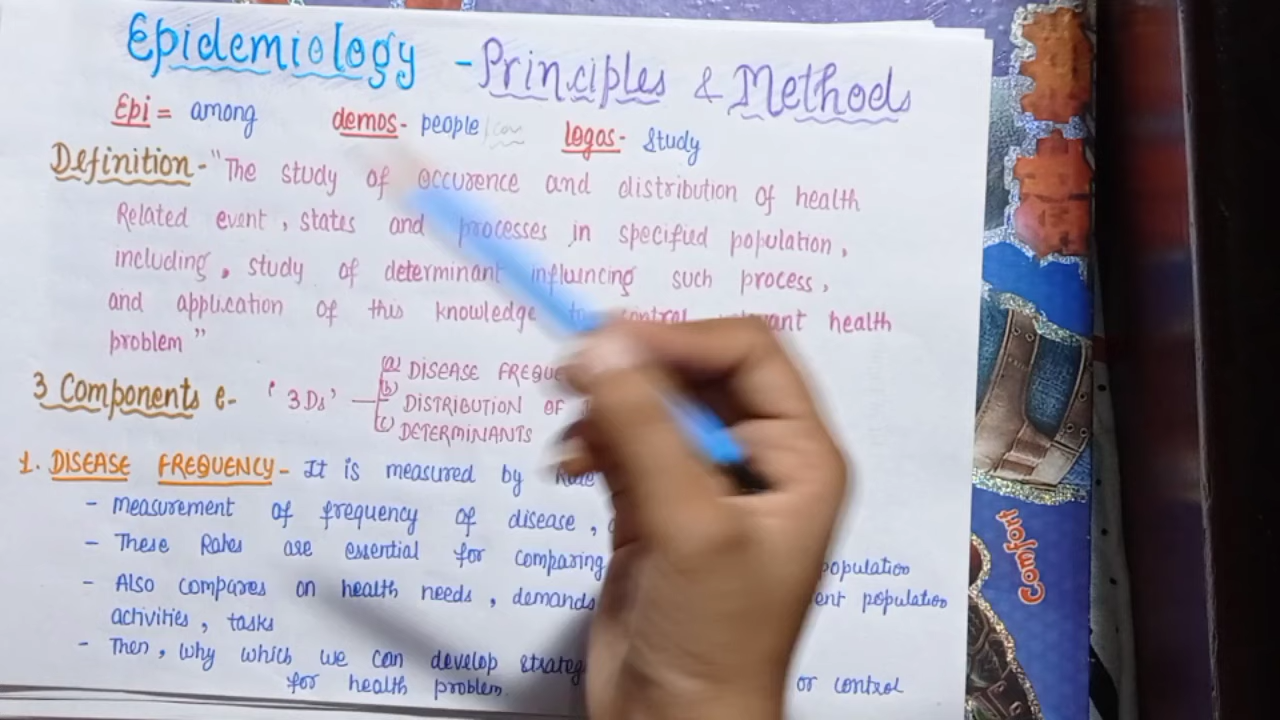 Epidemiology - Principles & Methods
Epi = among demos - people logos - Study
Definition - "The study of occurence and distribution of health
Related event, states and processes in specified population,
including, study of determinant influencing such process,
and application of this knowledge health
problem"
3 Components - '3Ds'
(a) DISEASE
(b) DISTRIBUTION OF
(c) DETERMINANTS
1. DISEASE FREQUENCY - It is measured by
- Measurement of frequency of disease,
- These Rates are essential for comparing population
- Also compares on health needs, demands population
activities, tasks
- Then, why which we can develop or control
for health problem.
Comfort